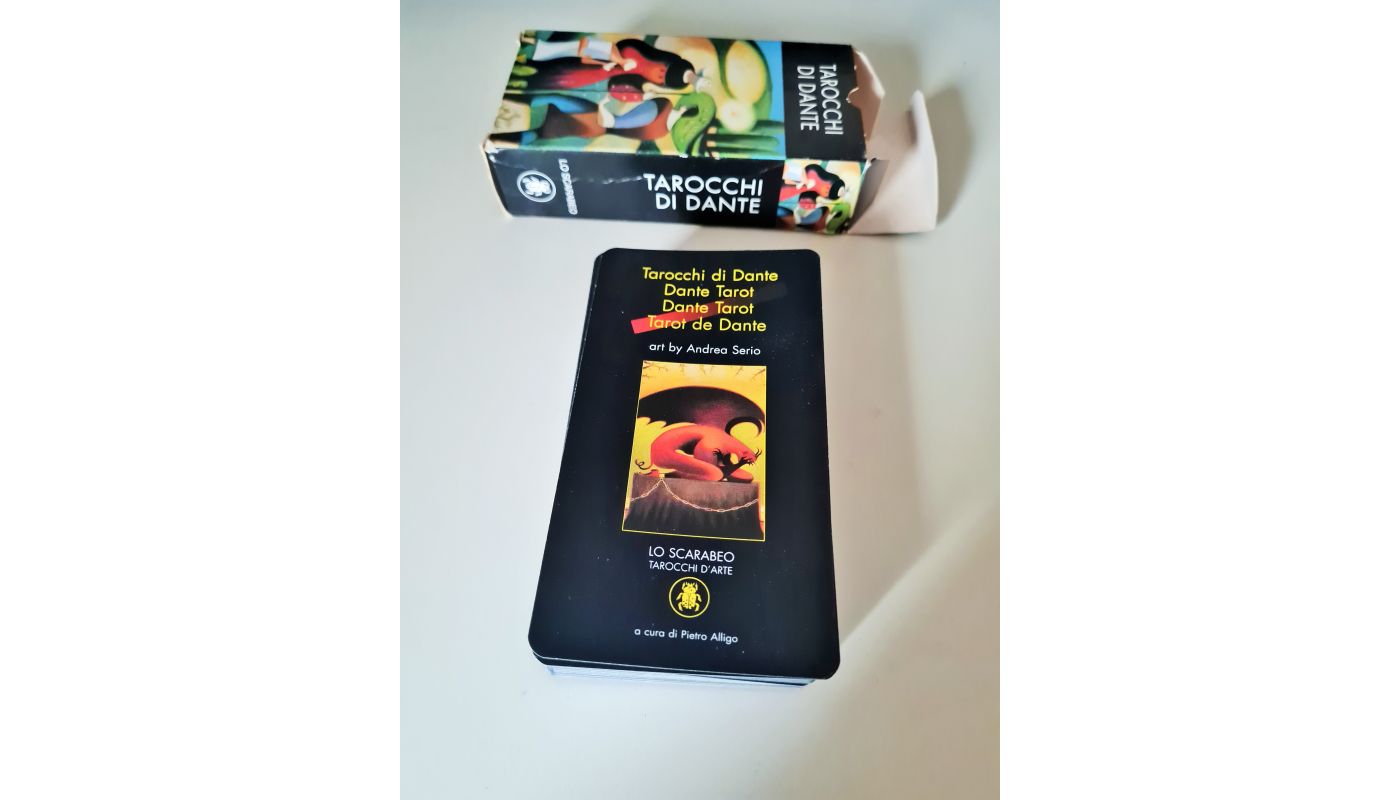 TAROCCHI
DI DANTE
TAROCCHI
DI DANTE
LO SCARABEO
Tarocchi di Dante
Dante Tarot
Dante Tarot
Tarot de Dante
art by Andrea Serio
LO SCARABEO
TAROCCHI D'ARTE
a cura di Pietro Alligo